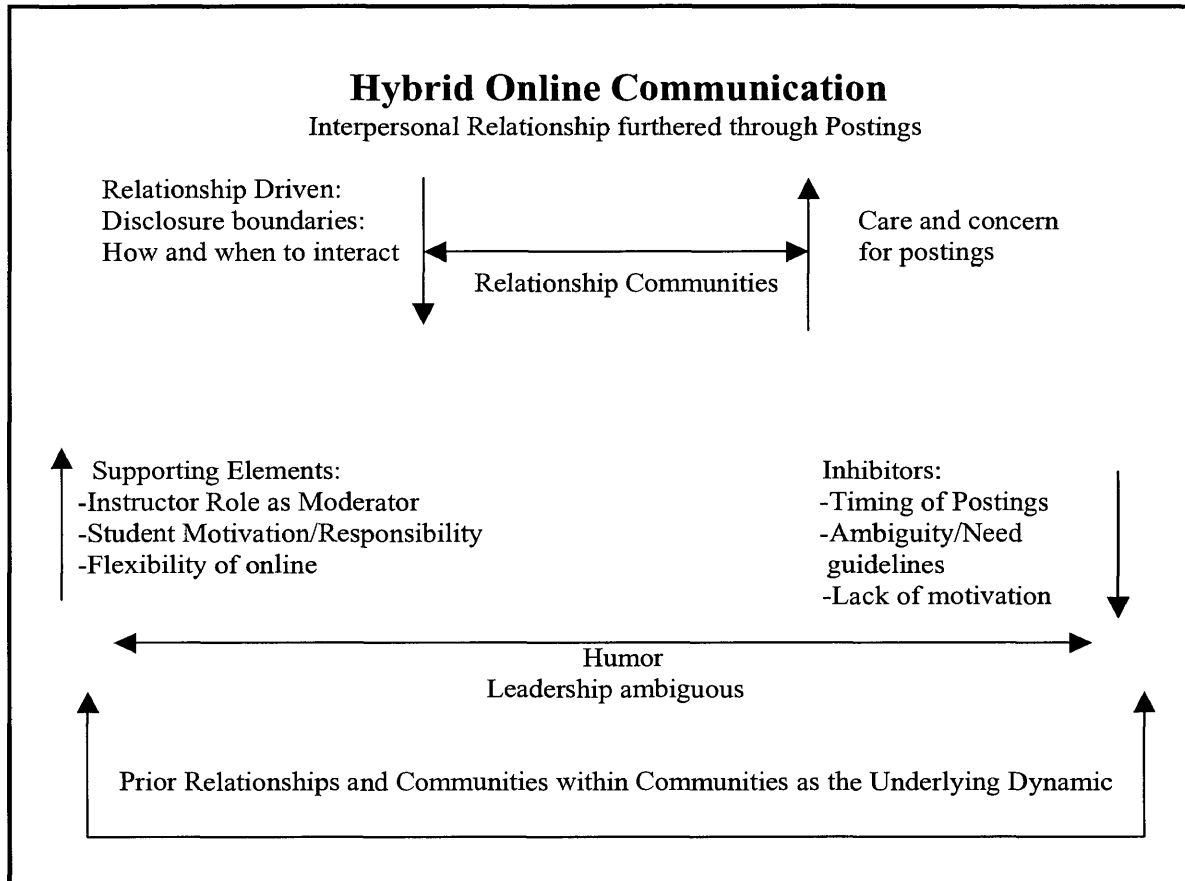 Hybrid Online Communication
Interpersonal Relationship furthered through Postings
Relationship Driven:
Disclosure boundaries:
How and when to interact
Care and concern
for postings
Relationship Communities
Supporting Elements:
-Instructor Role as Moderator
-Student Motivation/Responsibility
-Flexibility of online
Inhibitors:
-Timing of Postings
-Ambiguity/Need
guidelines
-Lack of motivation
Humor
Leadership ambiguous
Prior Relationships and Communities within Communities as the Underlying Dynamic